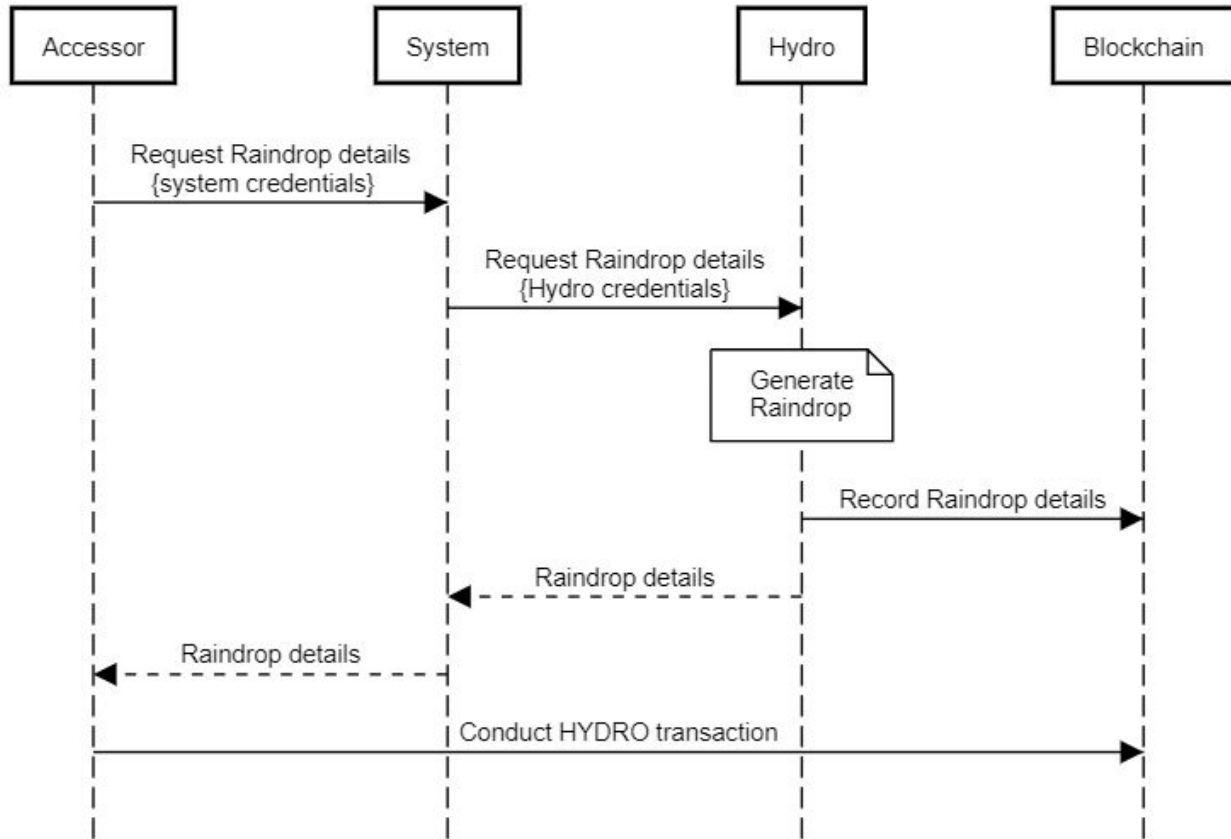 Accessor
System
Hydro
Blockchain
Request Raindrop details
{system credentials}
Request Raindrop details
{Hydro credentials}
Generate
Raindrop
Record Raindrop details
Raindrop details
Raindrop details
Conduct HYDRO transaction